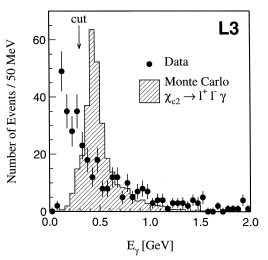 cut
L3
60
40
20
0
Number of Events / 50 MeV
Data
Monte Carlo
χc2 → l⁺ l⁻ γ
0.0 0.5 1.0 1.5 2.0
Eγ [GeV]